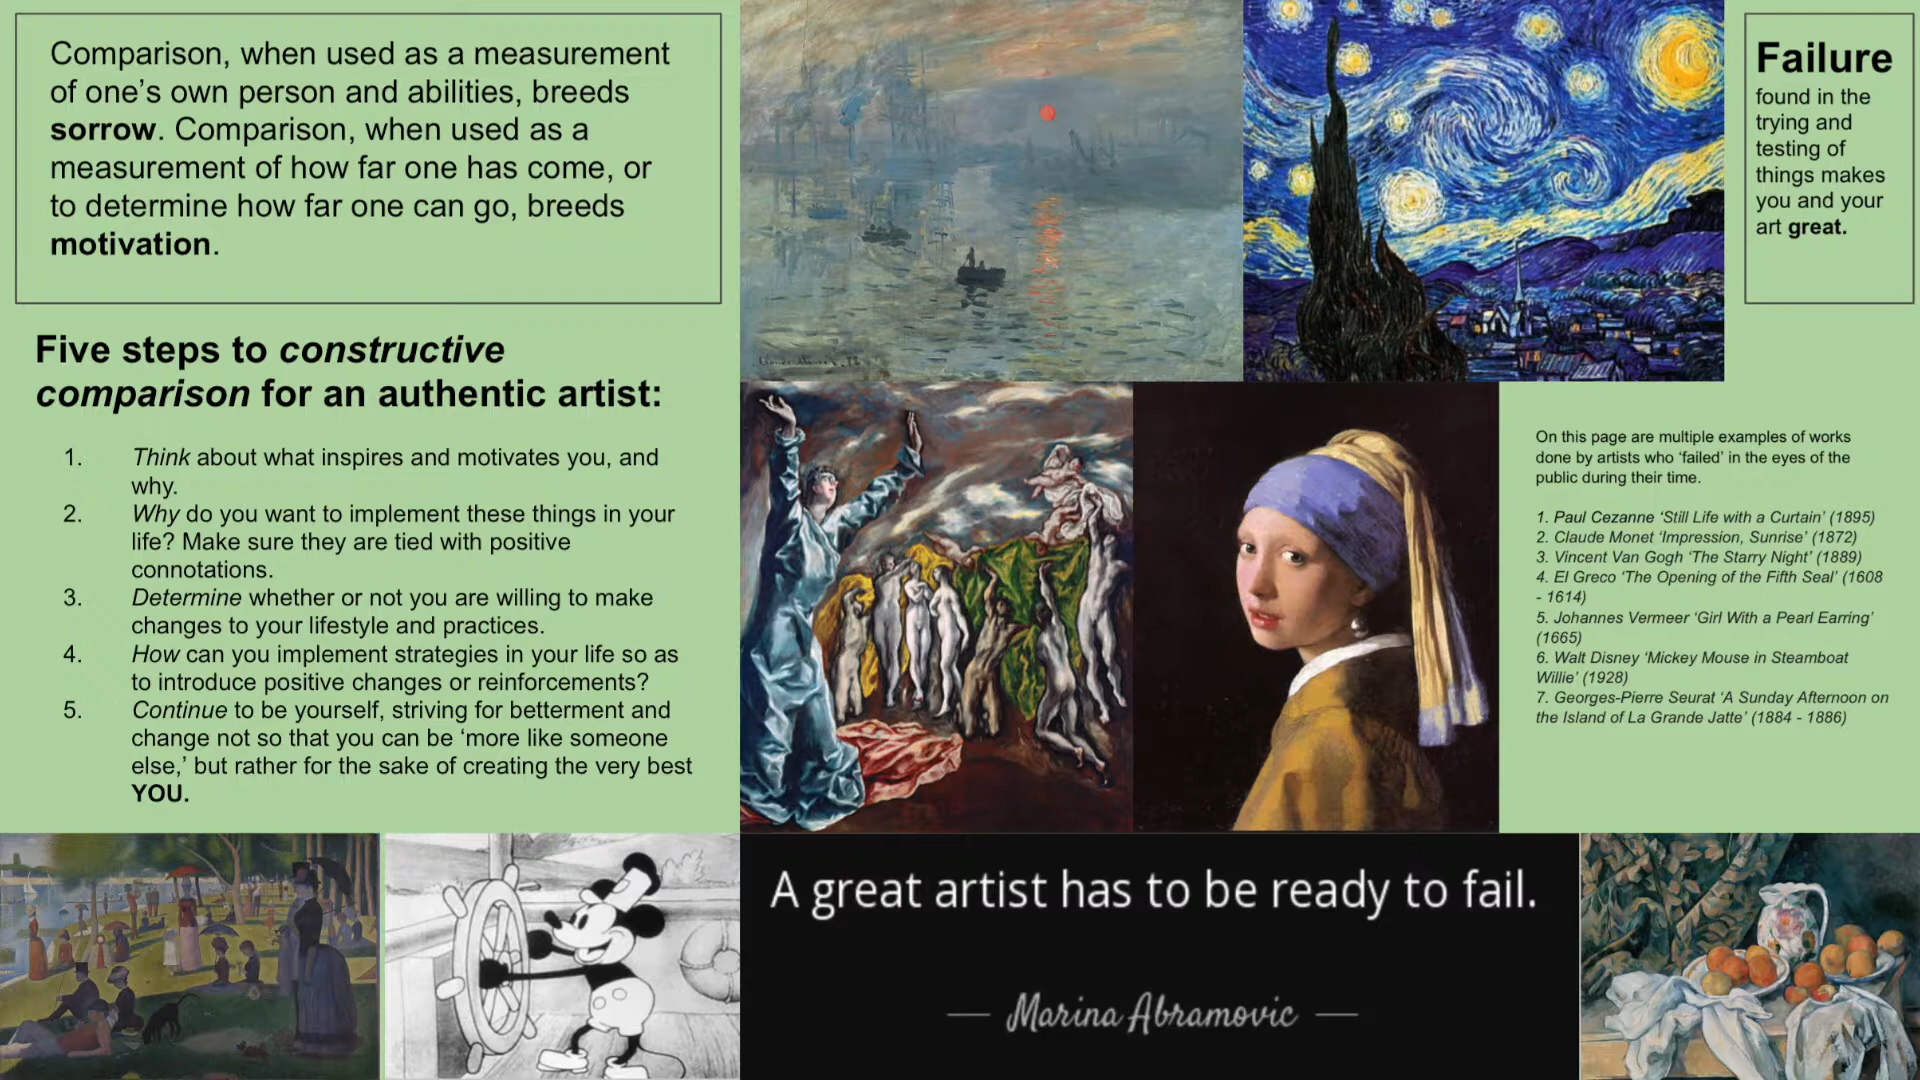 Comparison, when used as a measurement
of one’s own person and abilities, breeds
sorrow. Comparison, when used as a
measurement of how far one has come, or
to determine how far one can go, breeds
motivation.
Five steps to constructive
comparison for an authentic artist:
1. Think about what inspires and motivates you, and
why.
2. Why do you want to implement these things in your
life? Make sure they are tied with positive
connotations.
3. Determine whether or not you are willing to make
changes to your lifestyle and practices.
4. How can you implement strategies in your life so as
to introduce positive changes or reinforcements?
5. Continue to be yourself, striving for betterment and
change not so that you can be ‘more like someone
else,’ but rather for the sake of creating the very best
YOU.
Failure
found in the
trying and
testing of
things makes
you and your
art great.
On this page are multiple examples of works
done by artists who ‘failed’ in the eyes of the
public during their time.
1. Paul Cezanne ‘Still Life with a Curtain’ (1895)
2. Claude Monet ‘Impression, Sunrise’ (1872)
3. Vincent Van Gogh ‘The Starry Night’ (1889)
4. El Greco ‘The Opening of the Fifth Seal’ (1608
- 1614)
5. Johannes Vermeer ‘Girl With a Pearl Earring’
(1665)
6. Walt Disney ‘Mickey Mouse in Steamboat
Willie’ (1928)
7. Georges-Pierre Seurat ‘A Sunday Afternoon on
the Island of La Grande Jatte’ (1884 - 1886)
A great artist has to be ready to fail.
— Marina Abramovic —